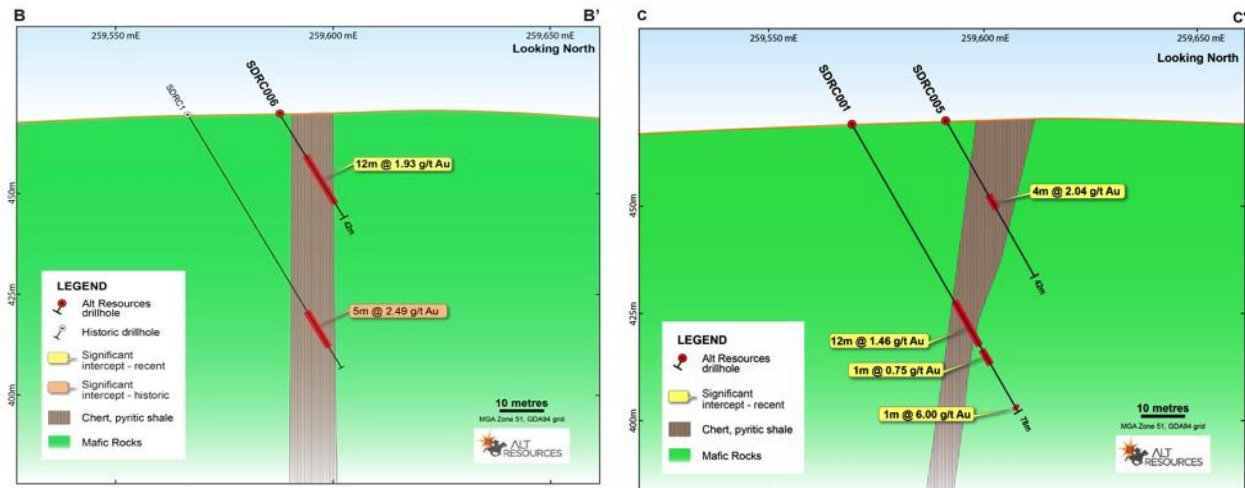 B
B'
259,550 mE
259,600 mE
Looking North
SDRC1
SDRC006
12m @ 1.93 g/t Au
42m
5m @ 2.49 g/t Au
450m
425m
400m
LEGEND
Alt Resources
drillhole
Historic drillhole
Significant
intercept - recent
Significant
intercept - historic
Chert, pyritic shale
Mafic Rocks
10 metres
MGA Zone 51, GDA94 grid
ALT
RESOURCES
C
C'
259,550 mE
259,600 mE
259,650 mE
Looking North
SDRC001
SDRC005
4m @ 2.04 g/t Au
42m
12m @ 1.46 g/t Au
1m @ 0.75 g/t Au
1m @ 6.00 g/t Au
78m
450m
425m
400m
LEGEND
Alt Resources
drillhole
Significant
intercept - recent
Chert, pyritic shale
Mafic Rocks
10 metres
MGA Zone 51, GDA94 grid
ALT
RESOURCES